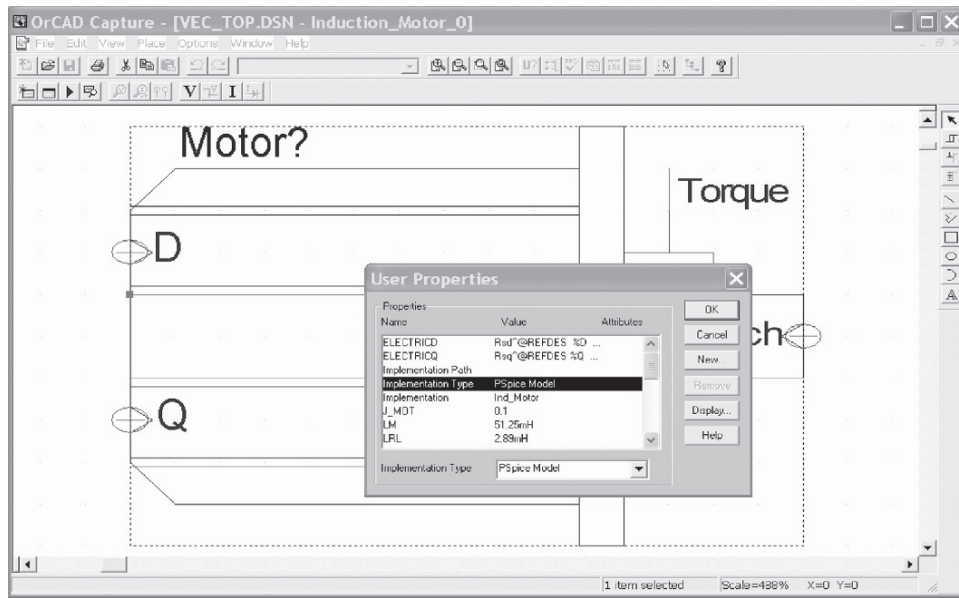 OrCAD Capture - [VEC_TOP.DSN - Induction_Motor_0]
File Edit View Place Options Window Help
U?
V I
Motor?
Torque
D
User Properties
Properties
Name Value Attributes
OK
ELECTRICD Rsd^@REFDES %D ...
Cancel
ch
ELECTRICQ Rsq^@REFDES %Q ...
New...
Implementation Path
Implementation Type PSpice Model
Remove
Implementation Ind_Motor
J_MOT 0.1
Display...
LM 51.25mH
LRL 2.89mH
Help
Q
Implementation Type PSpice Model
1 item selected Scale=488% X=0 Y=0